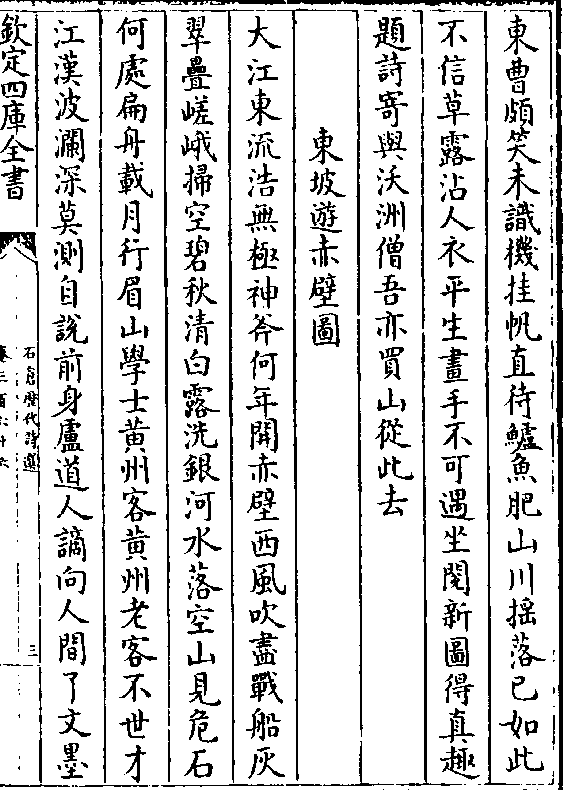 東曹頗笑未識機挂帆直待鱸魚肥山川揺落已如此
不信草露沾人衣平生畫手不可遇坐閱新圖得真趣
題詩寄與沃洲僧吾亦買山從此去
東坡遊赤壁圖
大江東流浩無極神斧何年開赤壁西風吹盡戰船灰
翠疊嵯峨掃空碧秋清白露洗銀河水落空山見危石
何處扁舟載月行眉山學士黃州客黃州老客不世才
江漢波瀾深莫測自說前身盧道人謫向人間了文墨
欽定四庫全書
石倉歷代詩選
卷三百六十六
三